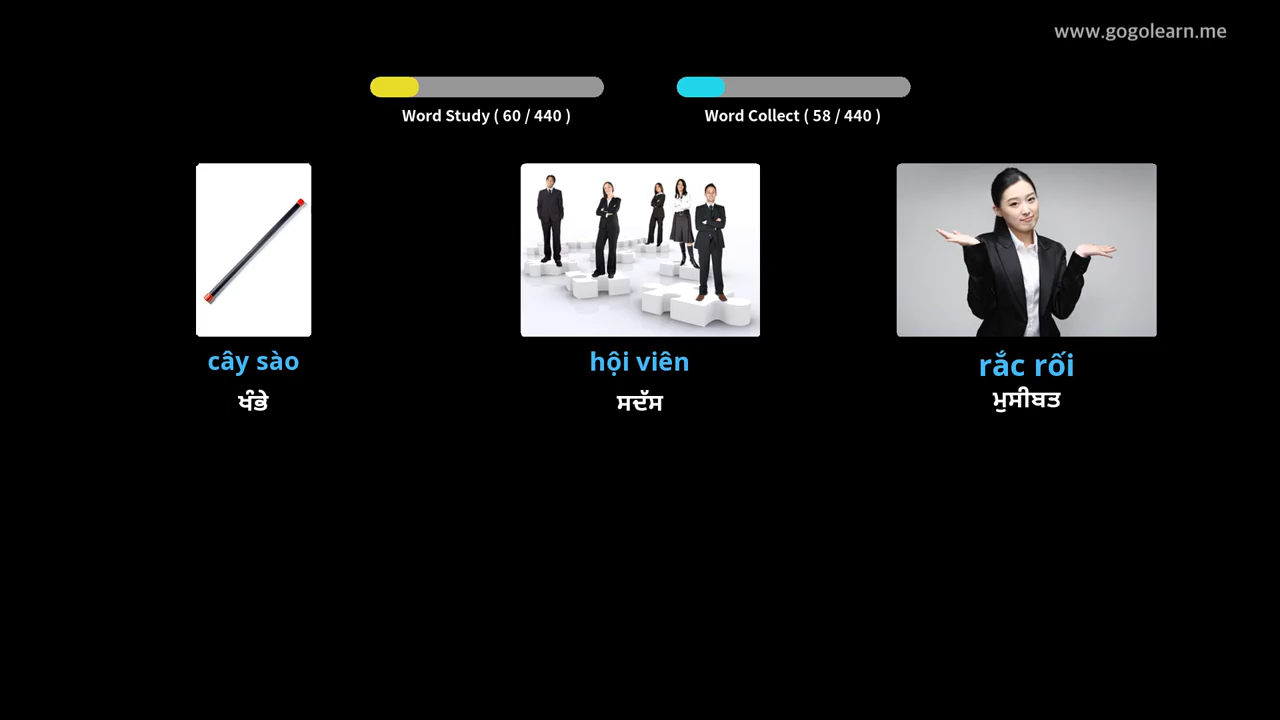 www.gogolearn.me
Word Study ( 60 / 440 )
Word Collect ( 58 / 440 )
cây sào
hội viên
rắc rối
ਖੰਭੇ
ਸਦੱਸ
ਮੁਸੀਬਤ